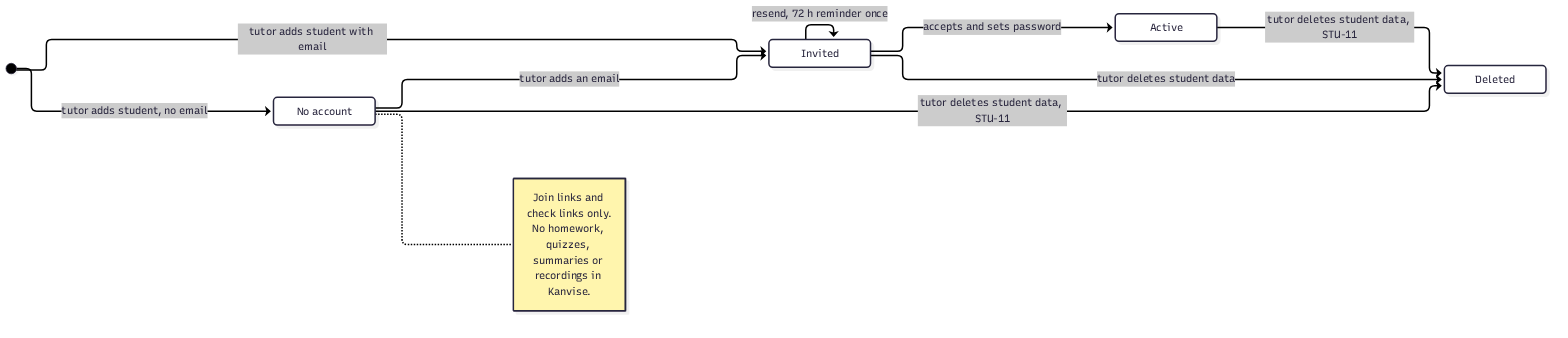 resend, 72 h reminder once
tutor adds student with
email
accepts and sets password
Active
tutor deletes student data,
STU-11
Invited
tutor adds an email
tutor deletes student data
Deleted
tutor adds student, no email
No account
tutor deletes student data,
STU-11
Join links and
check links only.
No homework,
quizzes,
summaries or
recordings in
Kanvise.